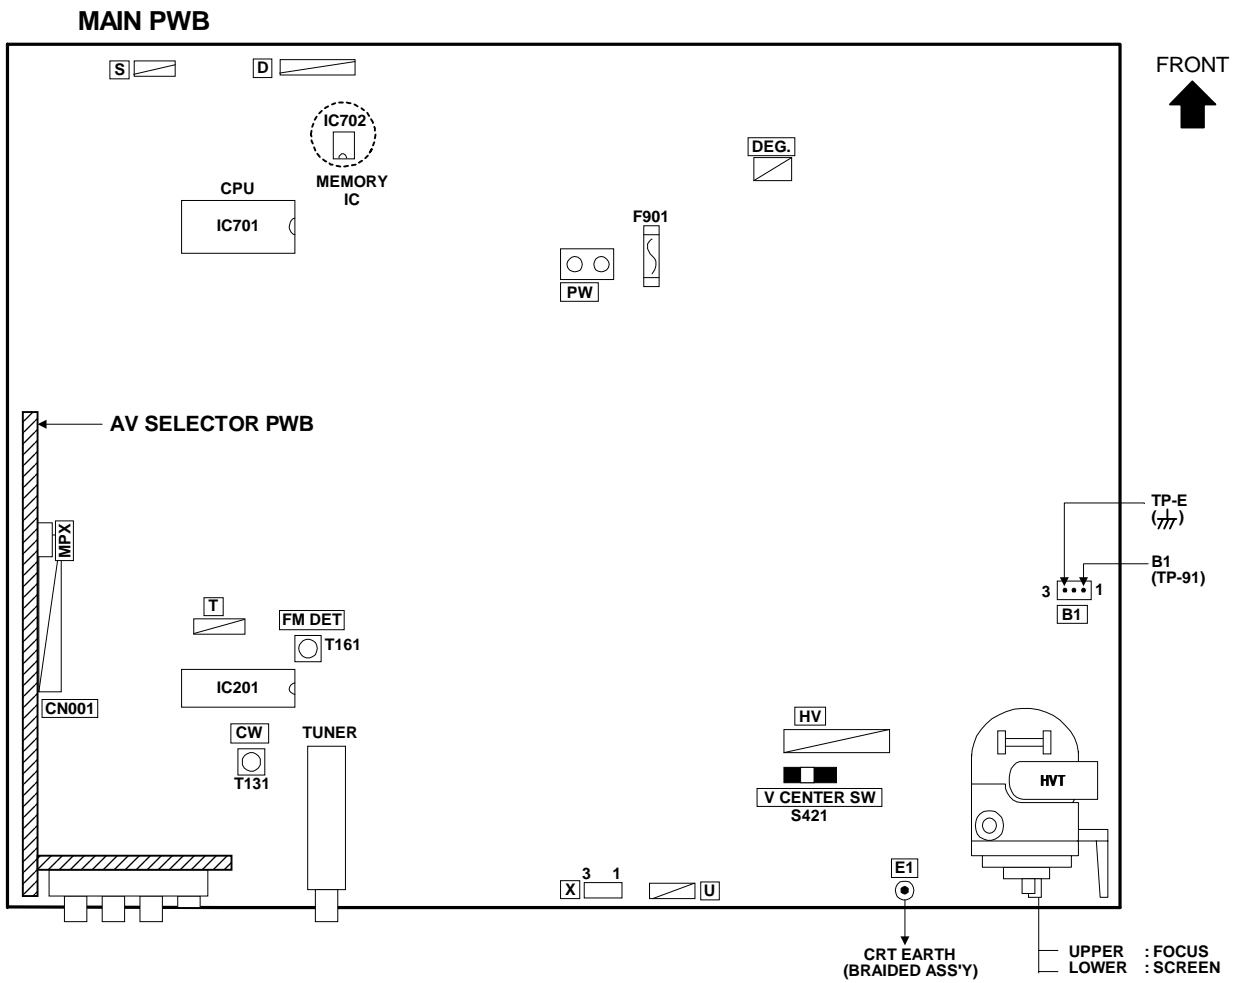 MAIN PWB
FRONT
S
D
IC702
MEMORY
IC
CPU
IC701
DEG.
F901
PW
AV SELECTOR PWB
TP-E
(
)
B1
(TP-91)
3
1
B1
MPX
T
FM DET
T161
IC201
CN001
CW
T131
TUNER
HV
V CENTER SW
S421
HVT
3 1
X
U
E1
CRT EARTH
(BRAIDED ASS'Y)
UPPER : FOCUS
LOWER : SCREEN